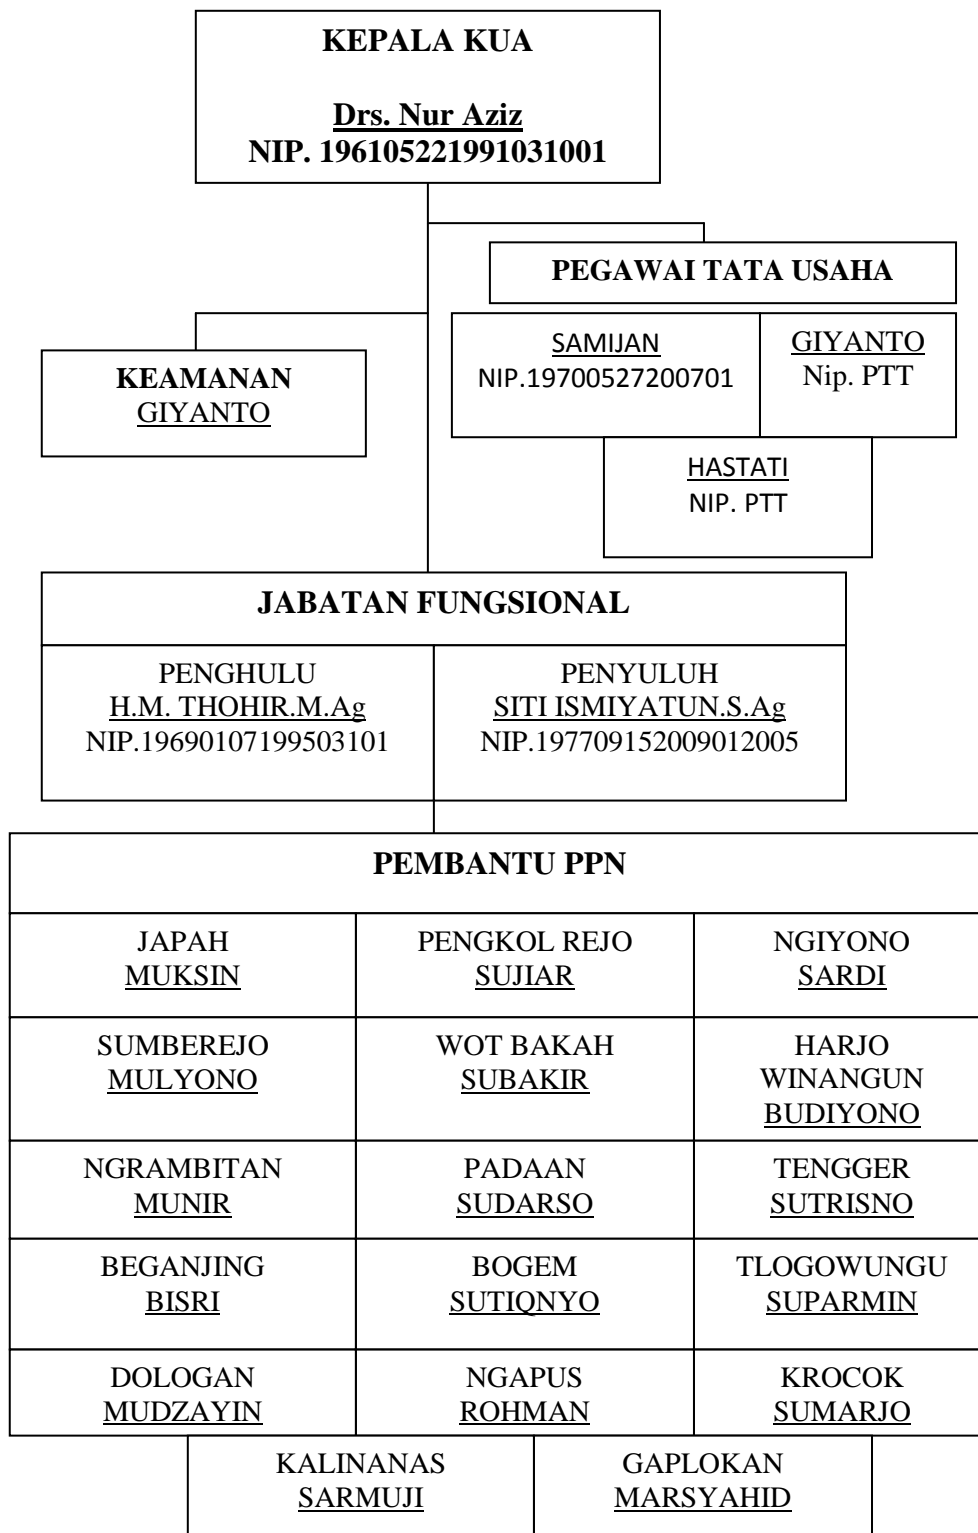 KEPALA KUA
Drs. Nur Aziz
NIP. 196105221991031001
PEGAWAI TATA USAHA
SAMIJAN
NIP.19700527200701
GIYANTO
Nip. PTT
KEAMANAN
GIYANTO
HASTATI
NIP. PTT
JABATAN FUNGSIONAL
PENGHULU
H.M. THOHIR.M.Ag
NIP.19690107199503101
PENYULUH
SITI ISMIYATUN.S.Ag
NIP.197709152009012005
PEMBANTU PPN
JAPAH
MUKSIN
PENGKOL REJO
SUJIAR
NGIYONO
SARDI
SUMBEREJO
MULYONO
WOT BAKAH
SUBAKIR
HARJO
WINANGUN
BUDIYONO
NGRAMBITAN
MUNIR
PADAAN
SUDARSO
TENGGER
SUTRISNO
BEGANJING
BISRI
BOGEM
SUTIQNYO
TLOGOWUNGU
SUPARMIN
DOLOGAN
MUDZAYIN
NGAPUS
ROHMAN
KROCOK
SUMARJO
KALINANAS
SARMUJI
GAPLOKAN
MARSYAHID